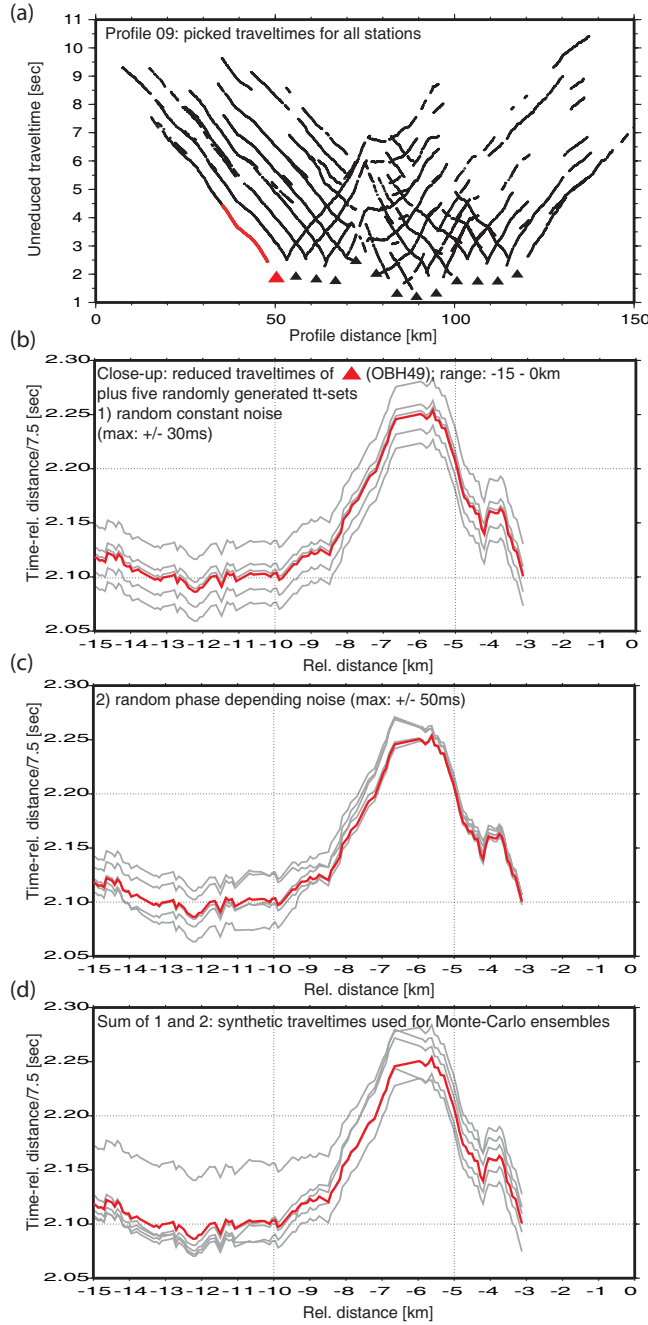 (a)
11
10
9
8
7
6
5
4
3
2
1
Unreduced traveltime [sec]
Profile 09: picked traveltimes for all stations
0 50 100 150
Profile distance [km]
(b)
2.30
2.25
2.20
2.15
2.10
2.05
Time-rel. distance/7.5 [sec]
Close-up: reduced traveltimes of (OBH49); range: -15 - 0km
plus five randomly generated tt-sets
1) random constant noise
(max: +/- 30ms)
-15 -14 -13 -12 -11 -10 -9 -8 -7 -6 -5 -4 -3 -2 -1 0
Rel. distance [km]
(c)
2.30
2.25
2.20
2.15
2.10
2.05
Time-rel. distance/7.5 [sec]
2) random phase depending noise (max: +/- 50ms)
-15 -14 -13 -12 -11 -10 -9 -8 -7 -6 -5 -4 -3 -2 -1 0
Rel. distance [km]
(d)
2.30
2.25
2.20
2.15
2.10
2.05
Time-rel. distance/7.5 [sec]
Sum of 1 and 2: synthetic traveltimes used for Monte-Carlo ensembles
-15 -14 -13 -12 -11 -10 -9 -8 -7 -6 -5 -4 -3 -2 -1 0
Rel. distance [km]